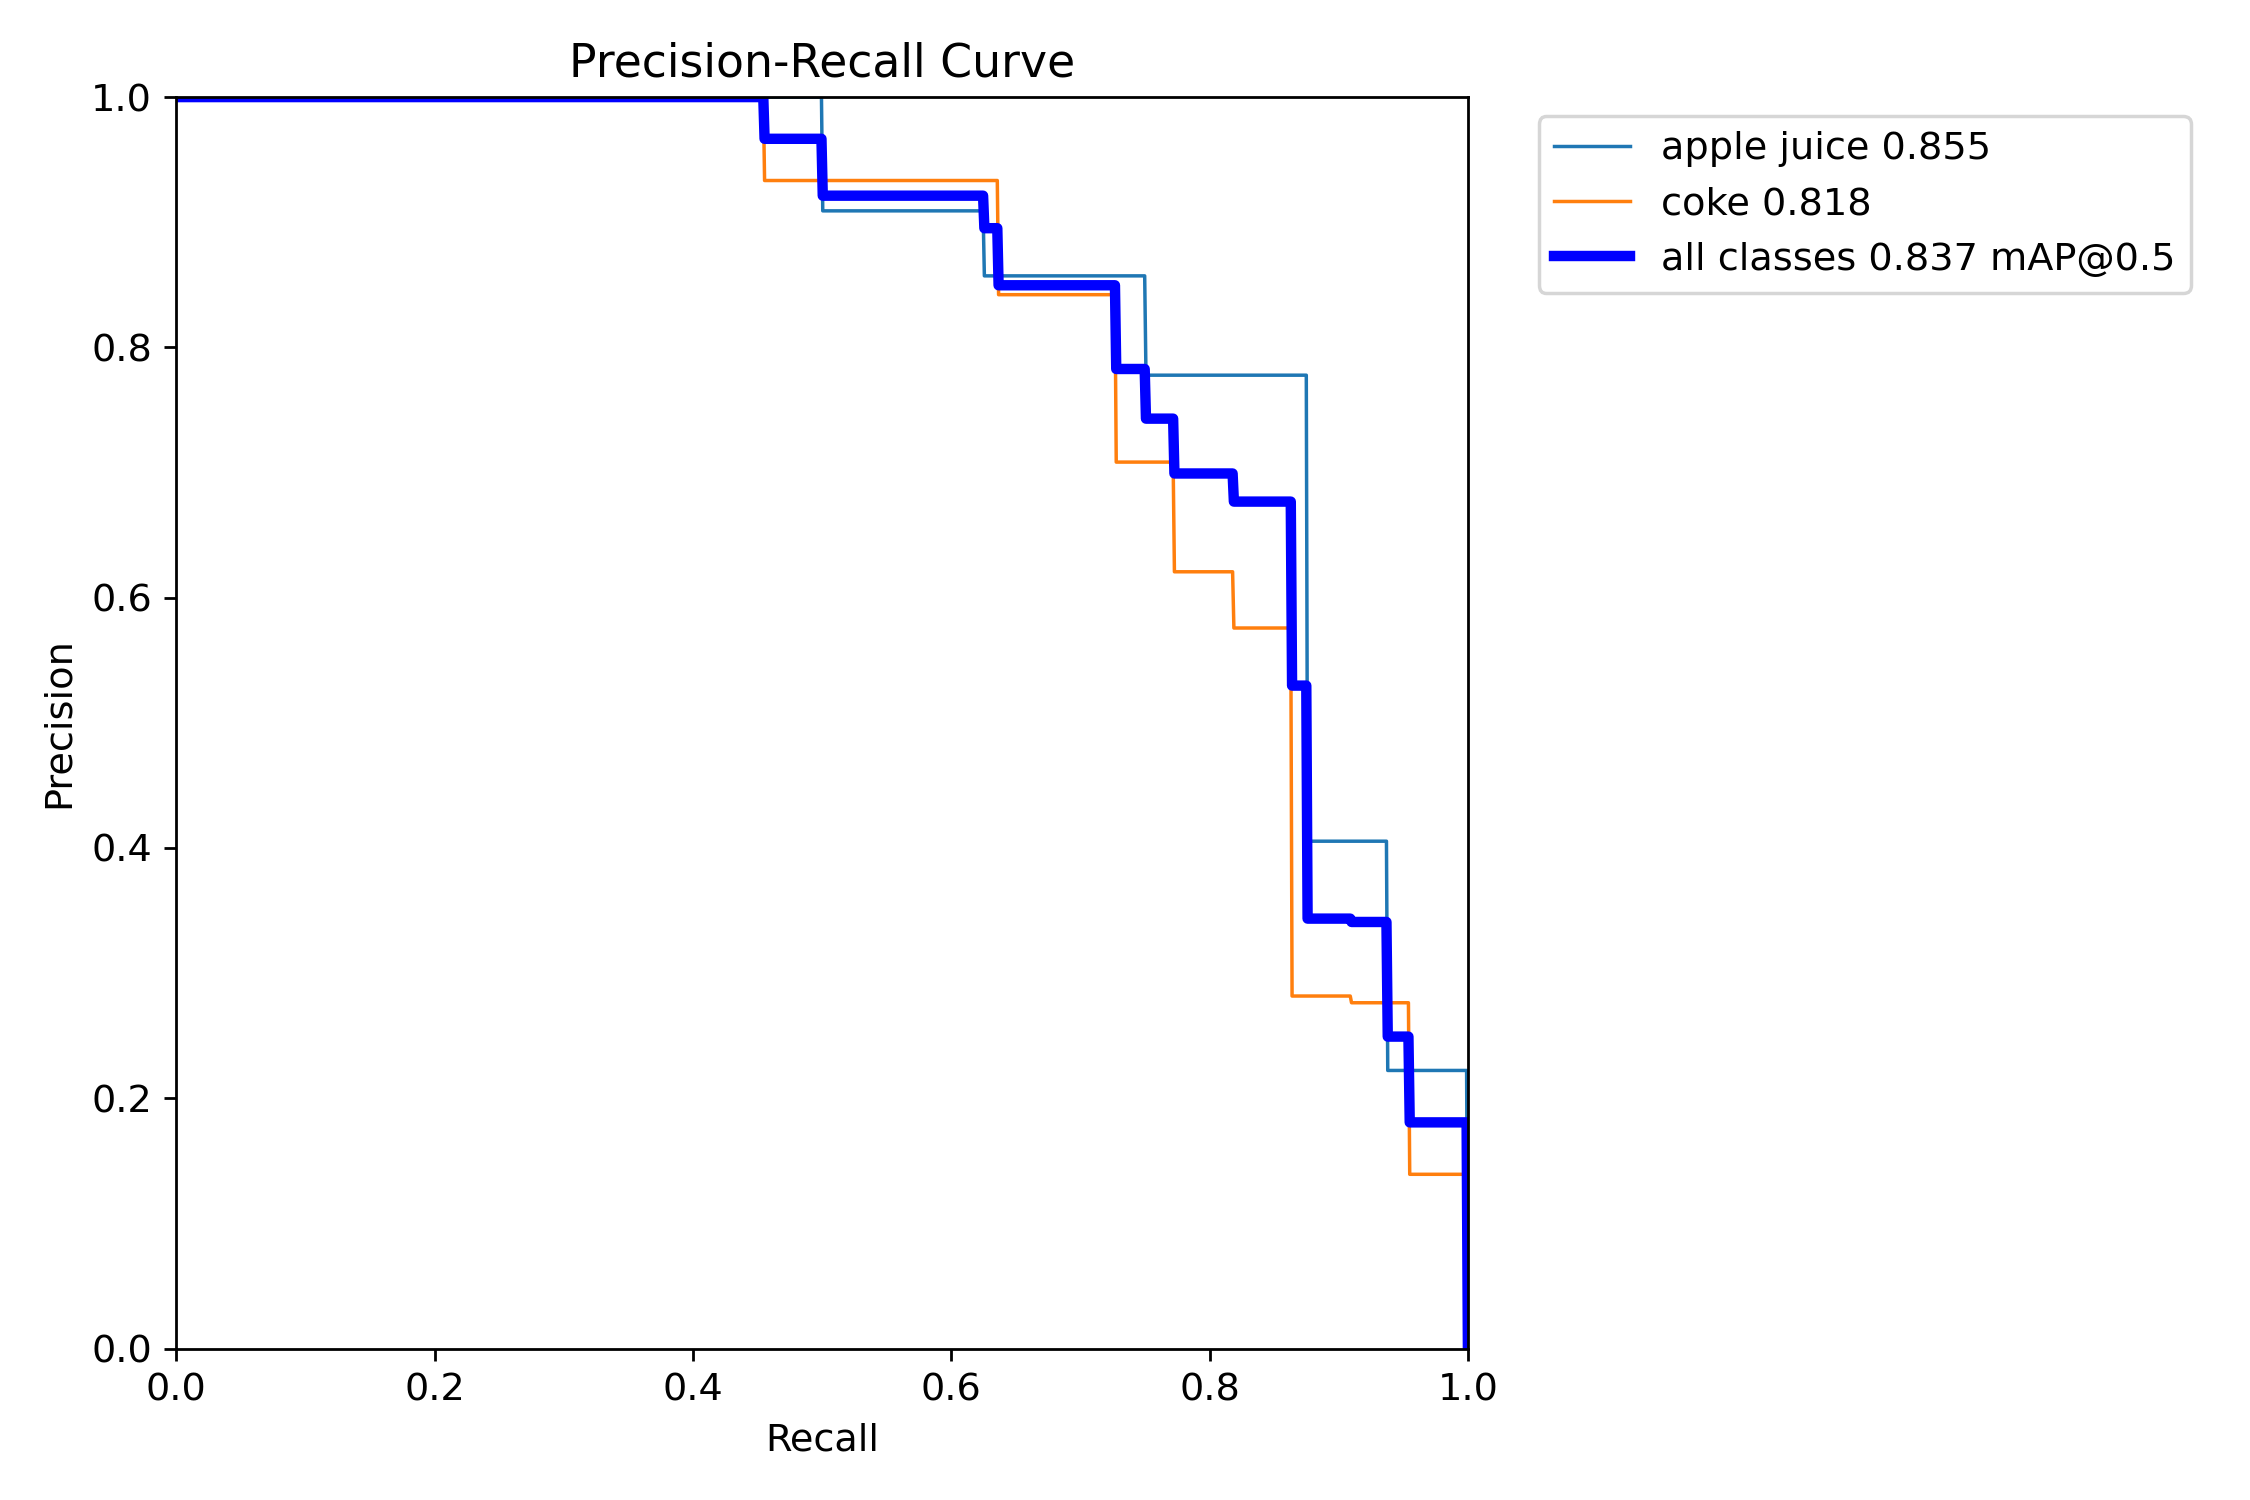 Precision-Recall Curve
1.0
0.8
0.6
0.4
0.2
0.0
Precision
0.0 0.2 0.4 0.6 0.8 1.0
Recall
apple juice 0.855
coke 0.818
all classes 0.837 mAP@0.5